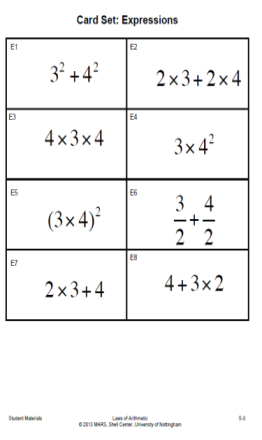 Card Set: Expressions
E1
3² + 4²
E2
2 × 3 + 2 × 4
E3
4 × 3 × 4
E4
3 × 4²
E5
(3 × 4)²
E6
3/2 + 4/2
E7
2 × 3 + 4
E8
4 + 3 × 2
Student Materials Laws of Arithmetic S-3
© 2013 MARS, Shell Center, University of Nottingham